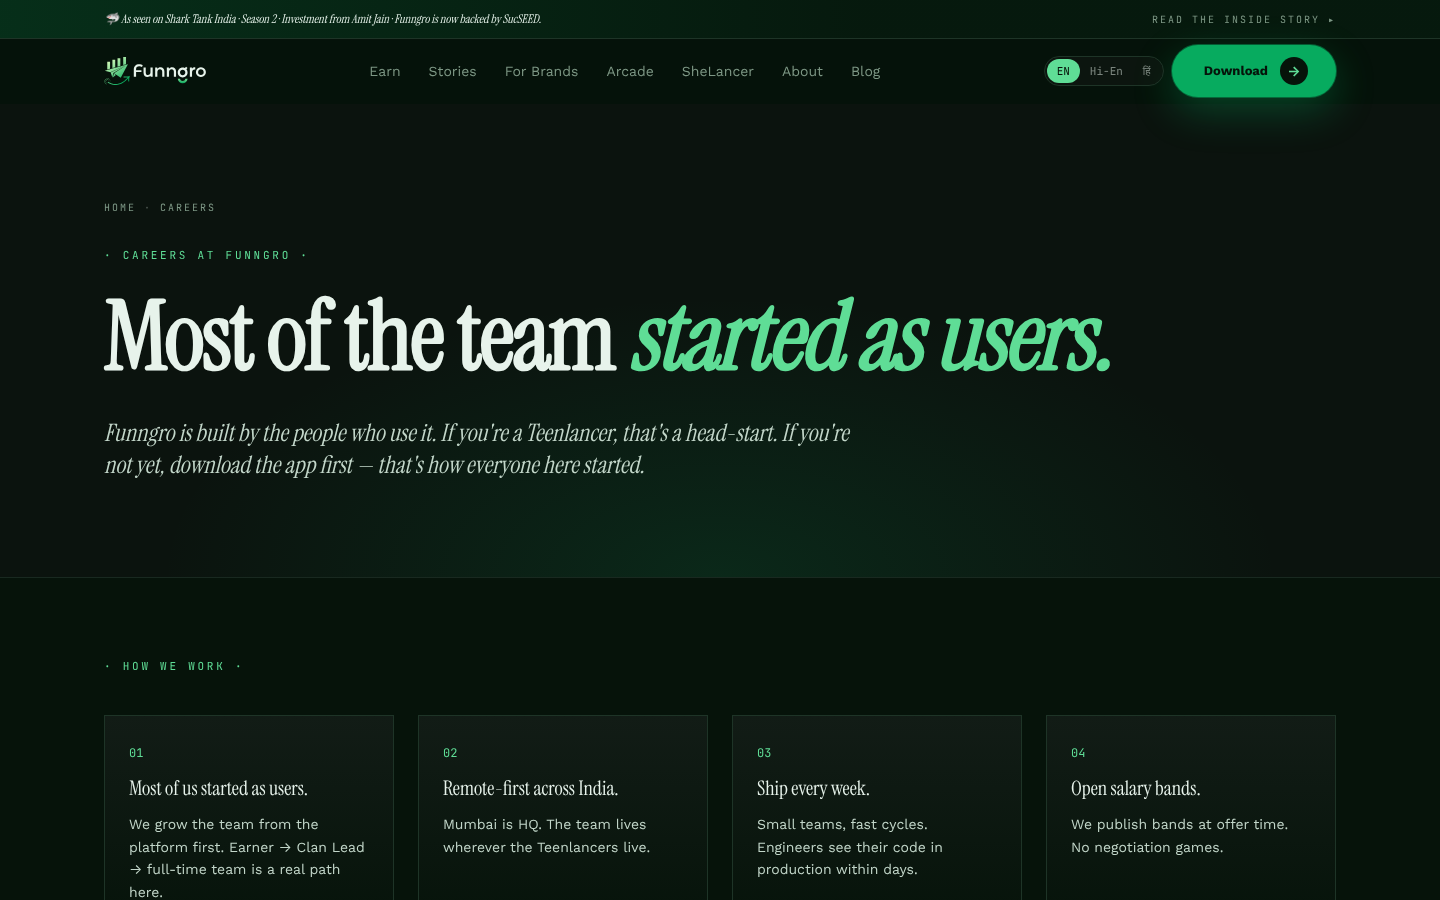 🦈 As seen on Shark Tank India · Season 2 · Investment from Amit Jain · Funngro is now backed by SucSEED.
READ THE INSIDE STORY ▸
Funngro
Earn
Stories
For Brands
Arcade
SheLancer
About
Blog
EN
Hi-En
हिं
Download →
HOME · CAREERS
· CAREERS AT FUNNGRO ·
Most of the team started as users.
Funngro is built by the people who use it. If you're a Teenlancer, that's a head-start. If you're
not yet, download the app first — that's how everyone here started.
· HOW WE WORK ·
01
Most of us started as users.
We grow the team from the
platform first. Earner → Clan Lead
→ full-time team is a real path
here.
02
Remote-first across India.
Mumbai is HQ. The team lives
wherever the Teenlancers live.
03
Ship every week.
Small teams, fast cycles.
Engineers see their code in
production within days.
04
Open salary bands.
We publish bands at offer time.
No negotiation games.